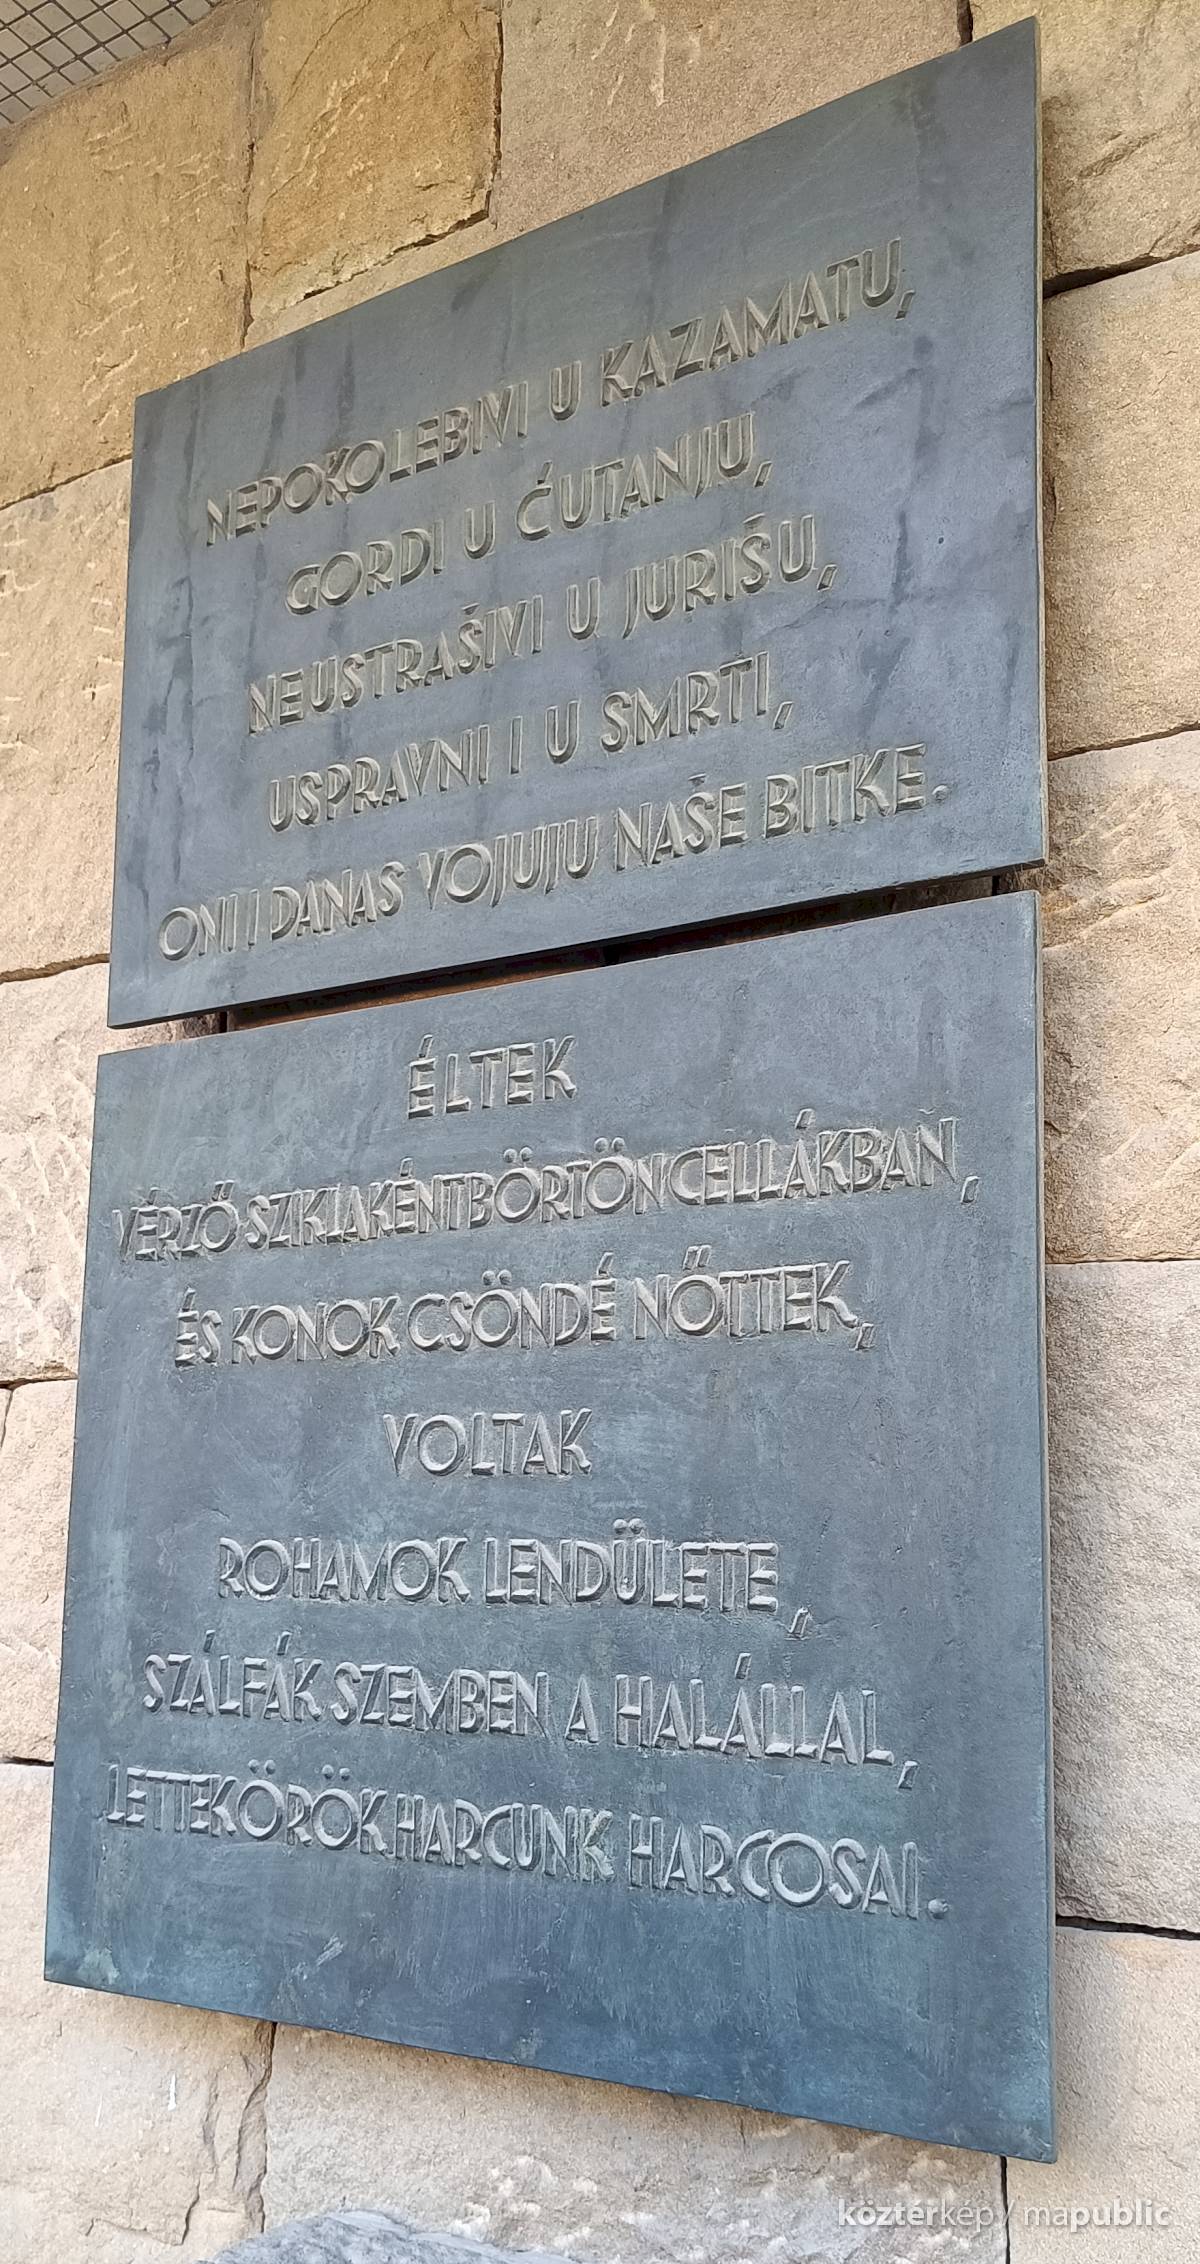 NEPOKOLEBIVI U KAZAMATU,
GORDI U ĆUTANJU,
NEUSTRAŠIVI U JURIŠU,
USPRAVNI I U SMRTI,
ONI I DANAS VOJUJU NAŠE BITKE.
ÉLTEK
VÉRZŐ SZIKLAKÉNT BÖRTÖNCELLÁKBAN,
ÉS KONOK CSÖNDÉ NŐTTEK,
VOLTAK
ROHAMOK LENDÜLETE,
SZÁLFÁK SZEMBEN A HALÁLLAL,
LETTEK ÖRÖK HARCUNK HARCOSAI.
köztérkép / mapublic